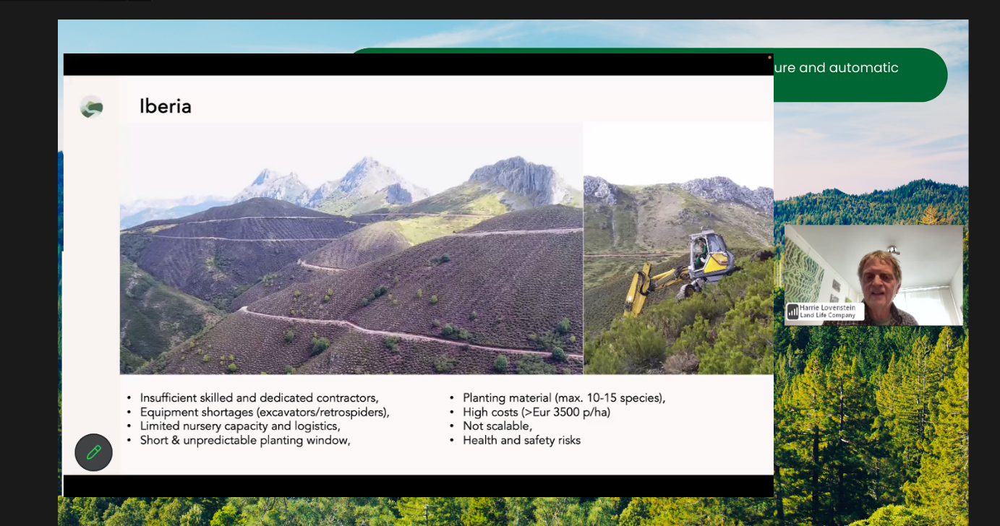 ure and automatic
Iberia
• Insufficient skilled and dedicated contractors,
• Equipment shortages (excavators/retrospiders),
• Limited nursery capacity and logistics,
• Short & unpredictable planting window,
• Planting material (max. 10-15 species),
• High costs (>Eur 3500 p/ha)
• Not scalable,
• Health and safety risks
Harrie Lovenstein
Land Life Company